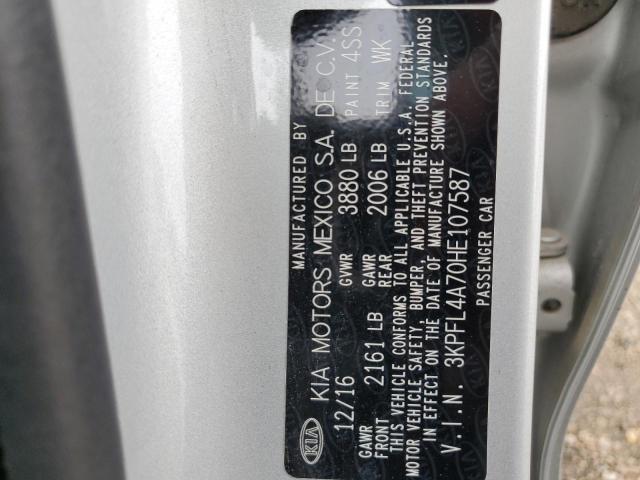 MANUFACTURED BY
KIA KIA MOTORS MEXICO S.A. DE C.V.
12/16 GVWR 3880 LB PAINT 4SS
GAWR FRONT 2161 LB GAWR REAR 2006 LB TRIM WK
THIS VEHICLE CONFORMS TO ALL APPLICABLE U.S.A. FEDERAL
MOTOR VEHICLE SAFETY, BUMPER, AND THEFT PREVENTION STANDARDS
IN EFFECT ON THE DATE OF MANUFACTURE SHOWN ABOVE.
V.I.N. 3KPFL4A70HE107587
PASSENGER CAR